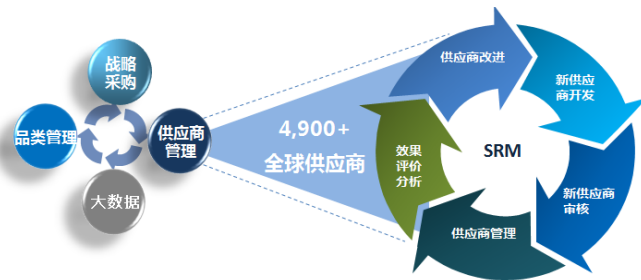 战略
采购
品类管理
供应商
管理
大数据
4,900+
全球供应商
SRM
供应商改进
新供应
商开发
新供应商
审核
供应商管理
效果
评价
分析